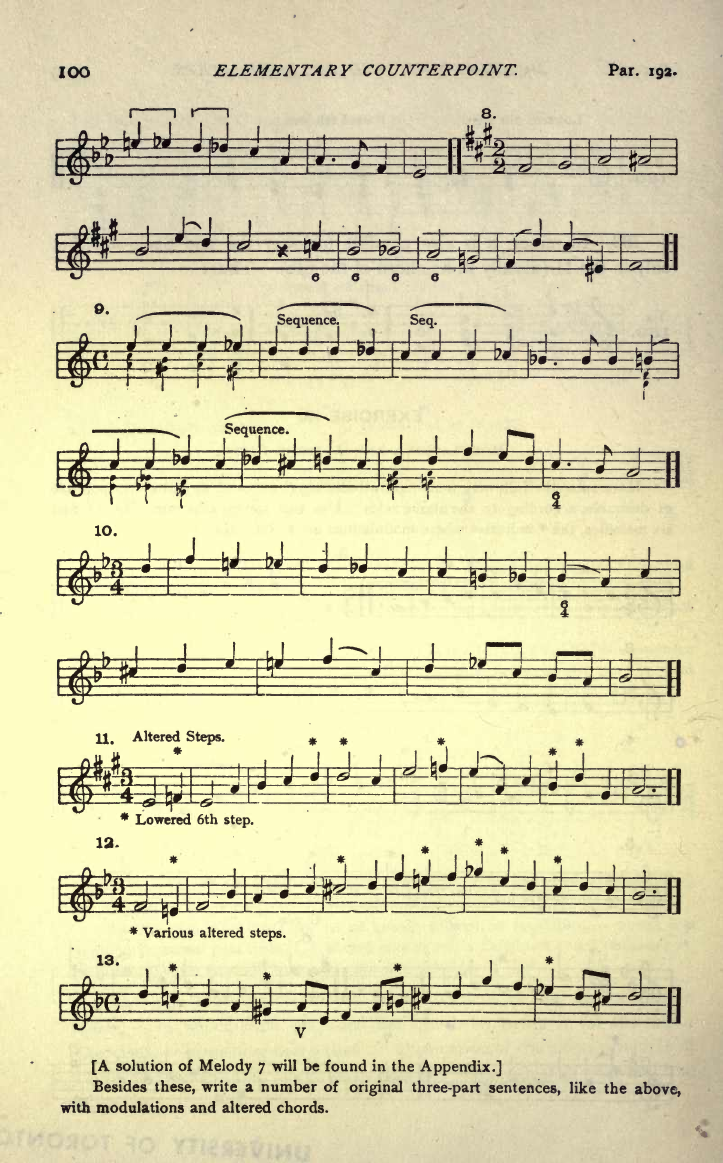 100 ELEMENTARY COUNTERPOINT. Par. 192.
8.
6 6 6 6
9.
Sequence. Seq.
Sequence.
6
4
10.
6
4
11. Altered Steps.
* *  *  *  *  *
* Lowered 6th step.
12.
* * * * * *
* Various altered steps.
13.
* * * *
V
[A solution of Melody 7 will be found in the Appendix.]
Besides these, write a number of original three-part sentences, like the above,
with modulations and altered chords.
UNIVERSITY OF TORONTO